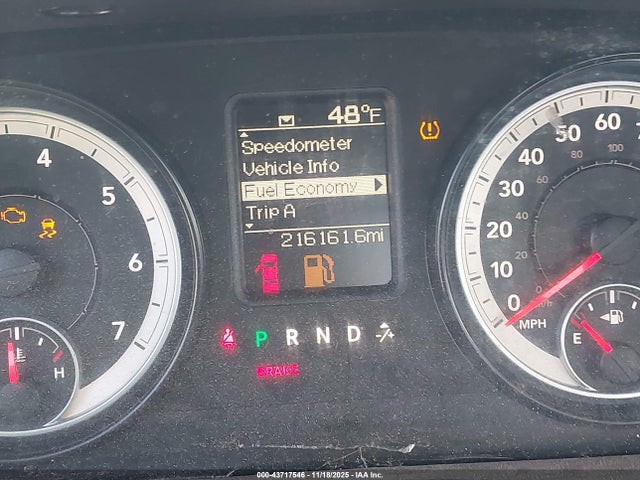 48°F
Speedometer
Vehicle Info
Fuel Economy
Trip A
216161.6mi
4
5
6
7
H
P R N D
BRAKE
0
10
20
30
40
50
60
20
40
60
80
100
MPH
E
000-43717546 - 11/18/2025 - IAA Inc.